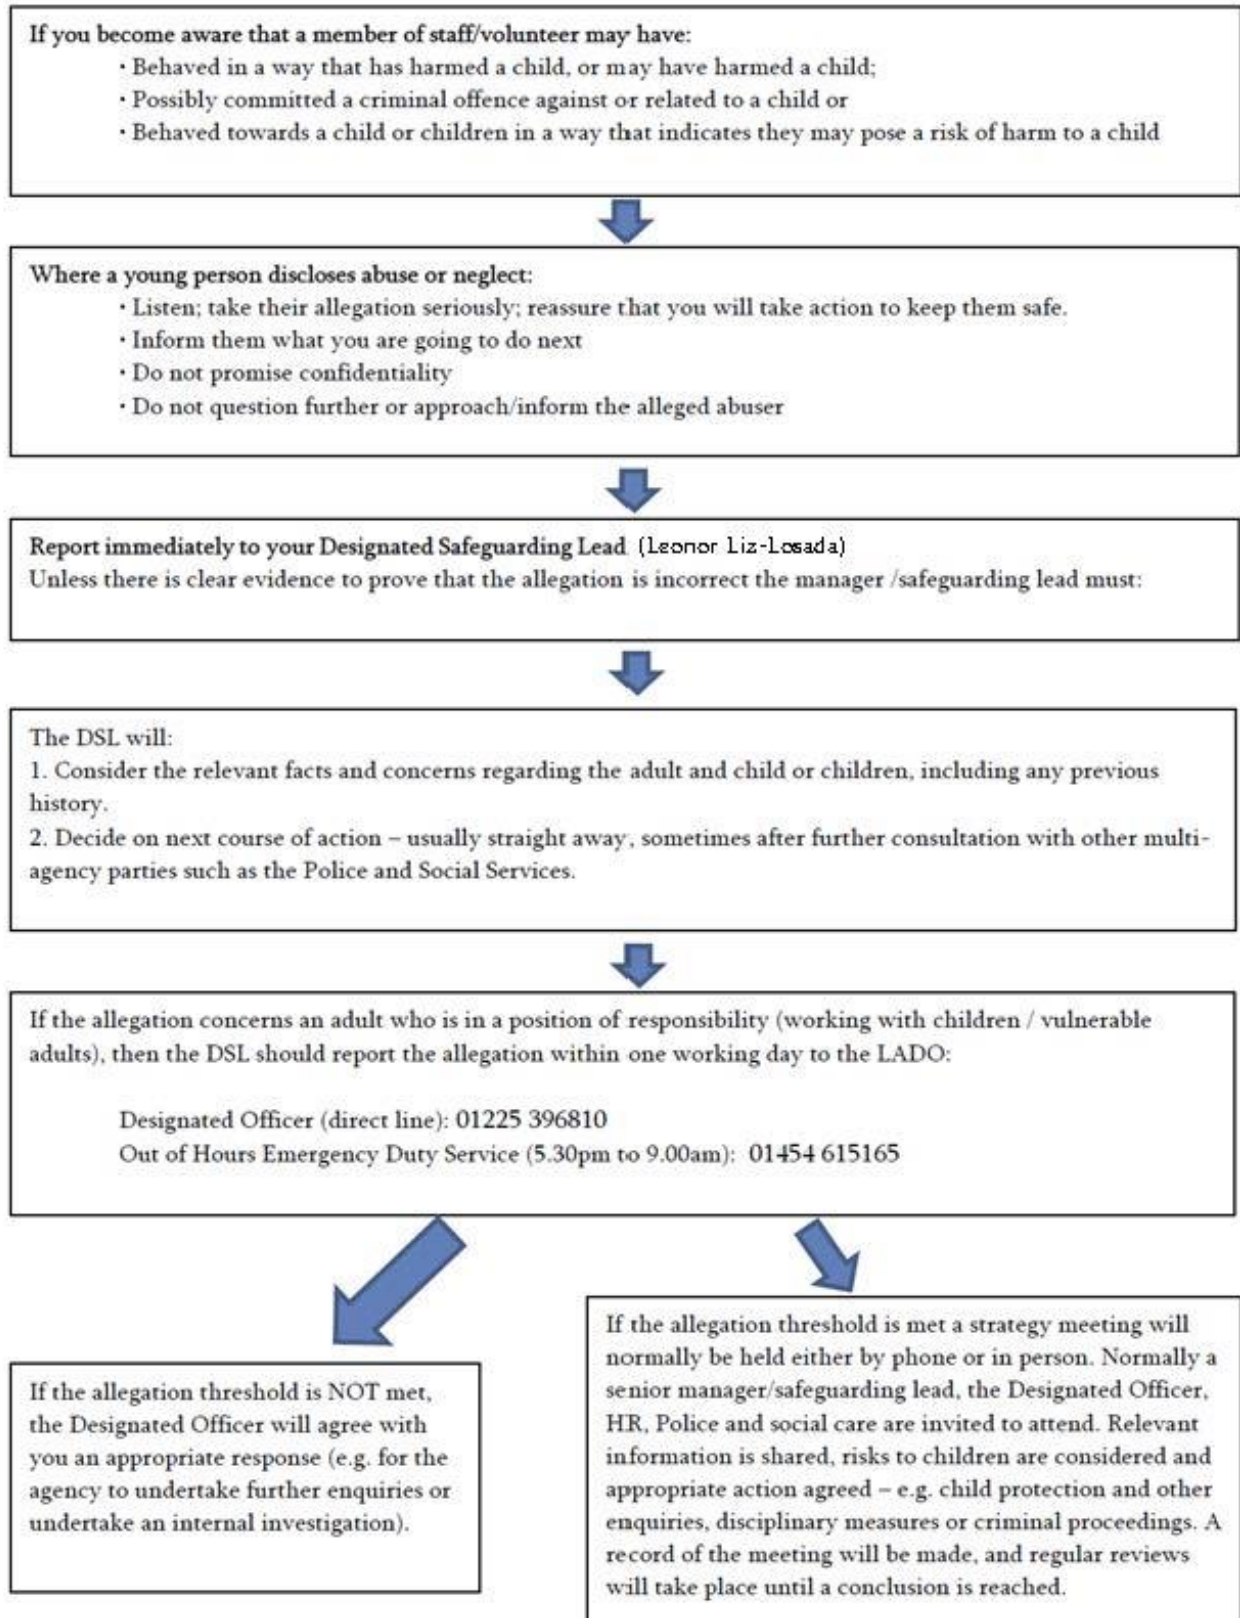 If you become aware that a member of staff/volunteer may have:
· Behaved in a way that has harmed a child, or may have harmed a child;
· Possibly committed a criminal offence against or related to a child or
· Behaved towards a child or children in a way that indicates they may pose a risk of harm to a child
Where a young person discloses abuse or neglect:
· Listen; take their allegation seriously; reassure that you will take action to keep them safe.
· Inform them what you are going to do next
· Do not promise confidentiality
· Do not question further or approach/inform the alleged abuser
Report immediately to your Designated Safeguarding Lead (Leonor Liz-Losada)
Unless there is clear evidence to prove that the allegation is incorrect the manager /safeguarding lead must:
The DSL will:
1. Consider the relevant facts and concerns regarding the adult and child or children, including any previous
history.
2. Decide on next course of action – usually straight away, sometimes after further consultation with other multi-
agency parties such as the Police and Social Services.
If the allegation concerns an adult who is in a position of responsibility (working with children / vulnerable
adults), then the DSL should report the allegation within one working day to the LADO:
Designated Officer (direct line): 01225 396810
Out of Hours Emergency Duty Service (5.30pm to 9.00am): 01454 615165
If the allegation threshold is NOT met,
the Designated Officer will agree with
you an appropriate response (e.g. for the
agency to undertake further enquiries or
undertake an internal investigation).
If the allegation threshold is met a strategy meeting will
normally be held either by phone or in person. Normally a
senior manager/safeguarding lead, the Designated Officer,
HR, Police and social care are invited to attend. Relevant
information is shared, risks to children are considered and
appropriate action agreed – e.g. child protection and other
enquiries, disciplinary measures or criminal proceedings. A
record of the meeting will be made, and regular reviews
will take place until a conclusion is reached.